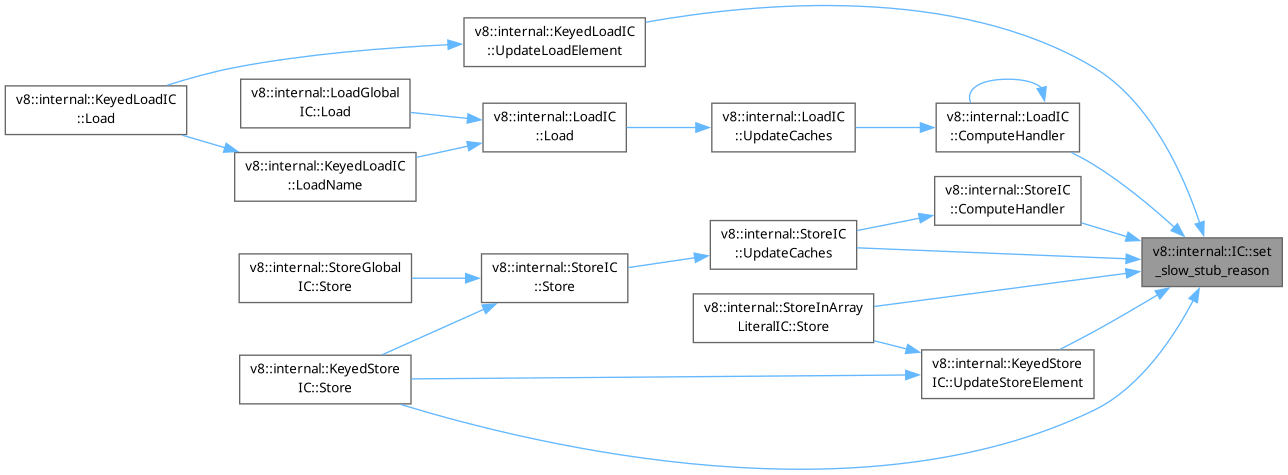 v8::internal::KeyedLoadIC
::UpdateLoadElement
v8::internal::KeyedLoadIC
::Load
v8::internal::LoadGlobal
IC::Load
v8::internal::LoadIC
::Load
v8::internal::LoadIC
::UpdateCaches
v8::internal::LoadIC
::ComputeHandler
v8::internal::KeyedLoadIC
::LoadName
v8::internal::StoreIC
::ComputeHandler
v8::internal::StoreIC
::UpdateCaches
v8::internal::IC::set
_slow_stub_reason
v8::internal::StoreGlobal
IC::Store
v8::internal::StoreIC
::Store
v8::internal::StoreInArray
LiteralIC::Store
v8::internal::KeyedStore
IC::Store
v8::internal::KeyedStore
IC::UpdateStoreElement